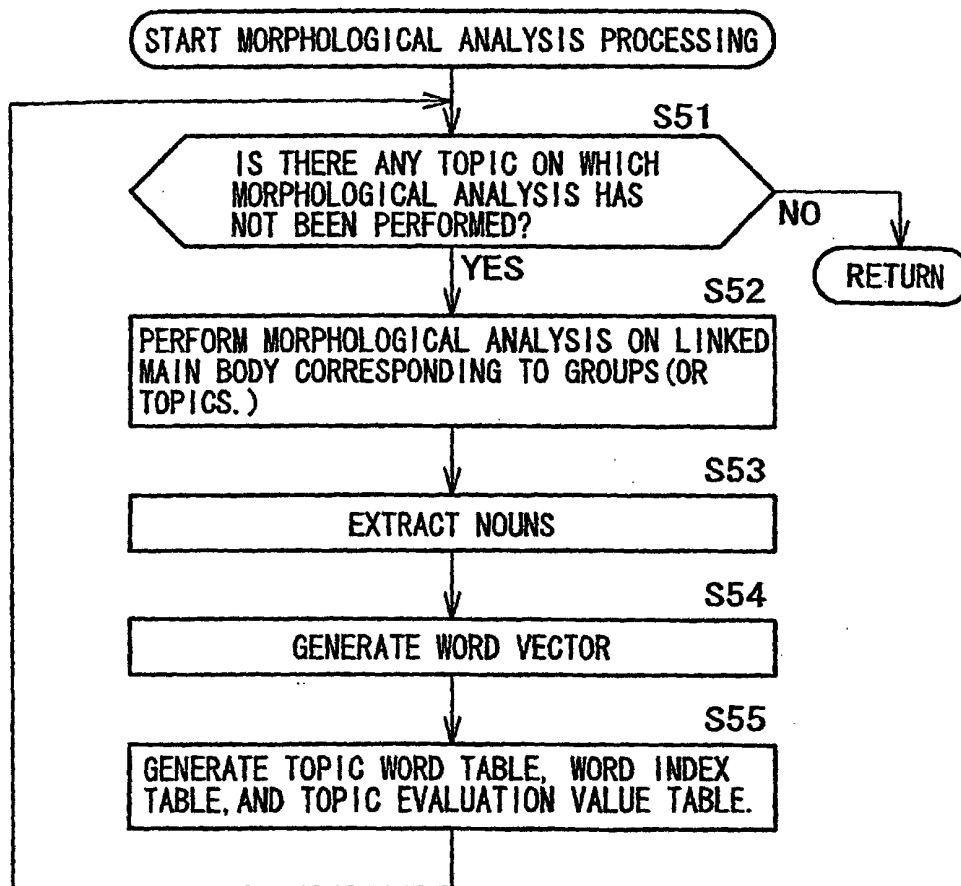 START MORPHOLOGICAL ANALYSIS PROCESSING
S51
IS THERE ANY TOPIC ON WHICH
MORPHOLOGICAL ANALYSIS HAS
NOT BEEN PERFORMED?
NO
YES
RETURN
S52
PERFORM MORPHOLOGICAL ANALYSIS ON LINKED
MAIN BODY CORRESPONDING TO GROUPS(OR
TOPICS.)
S53
EXTRACT NOUNS
S54
GENERATE WORD VECTOR
S55
GENERATE TOPIC WORD TABLE, WORD INDEX
TABLE, AND TOPIC EVALUATION VALUE TABLE.